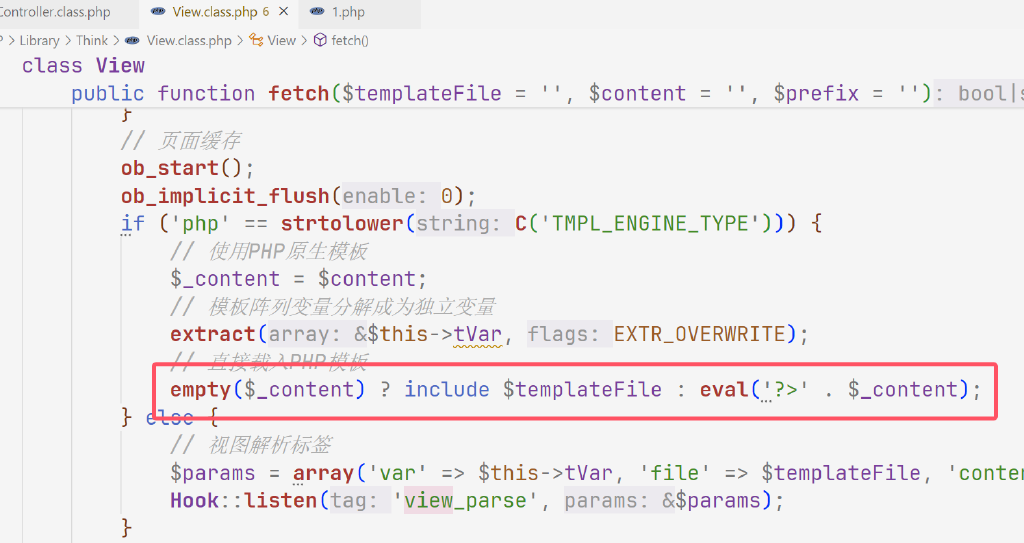 Controller.class.php View.class.php 6 × 1.php
> Library > Think > View.class.php > View > fetch()
class View
public function fetch($templateFile = '', $content = '', $prefix = ''): bool|s
}
// 页面缓存
ob_start();
ob_implicit_flush(enable: 0);
if ('php' == strtolower(string: C('TMPL_ENGINE_TYPE'))) {
// 使用PHP原生模板
$_content = $content;
// 模板阵列变量分解成为独立变量
extract(array: &$this->tVar, flags: EXTR_OVERWRITE);
// 直接载入PHP模板
empty($_content) ? include $templateFile : eval('?>' . $_content);
} else {
// 视图解析标签
$params = array('var' => $this->tVar, 'file' => $templateFile, 'conte
Hook::listen(tag: 'view_parse', params: &$params);
}